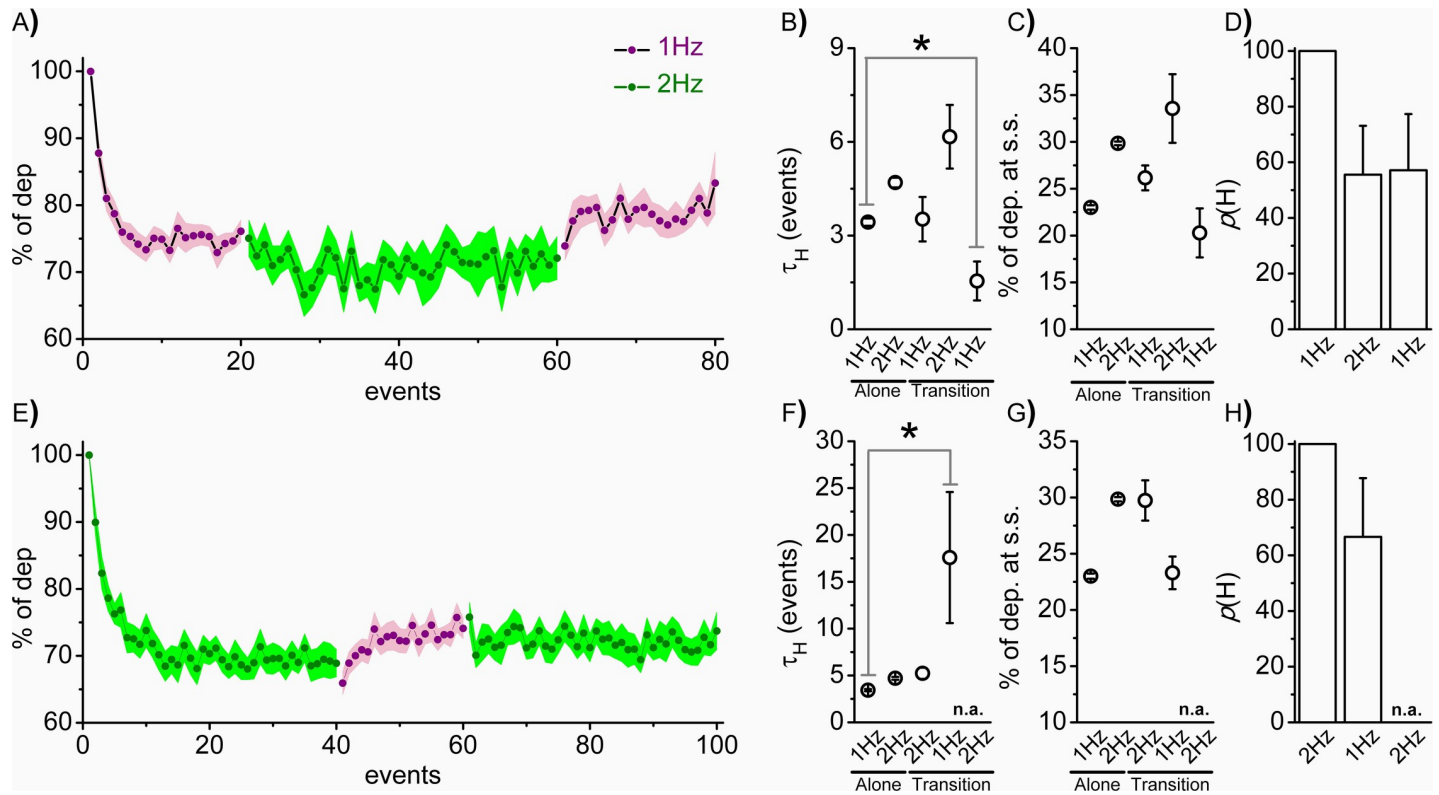 A)
1Hz
2Hz
% of dep
100
90
80
70
60
0 20 40 60 80
events
B)
*
τH (events)
9
6
3
0
1Hz 2Hz 1Hz 2Hz 1Hz
Alone Transition
C)
% of dep. at s.s.
40
35
30
25
20
15
10
1Hz 2Hz 1Hz 2Hz 1Hz
Alone Transition
D)
p(H)
100
80
60
40
20
0
1Hz 2Hz 1Hz
E)
% of dep
100
90
80
70
60
0 20 40 60 80 100
events
F)
*
τH (events)
30
25
20
15
10
5
0
n.a.
1Hz 2Hz 2Hz 1Hz 2Hz
Alone Transition
G)
% of dep. at s.s.
35
30
25
20
15
10
n.a.
1Hz 2Hz 2Hz 1Hz 2Hz
Alone Transition
H)
p(H)
100
80
60
40
20
0
n.a.
2Hz 1Hz 2Hz